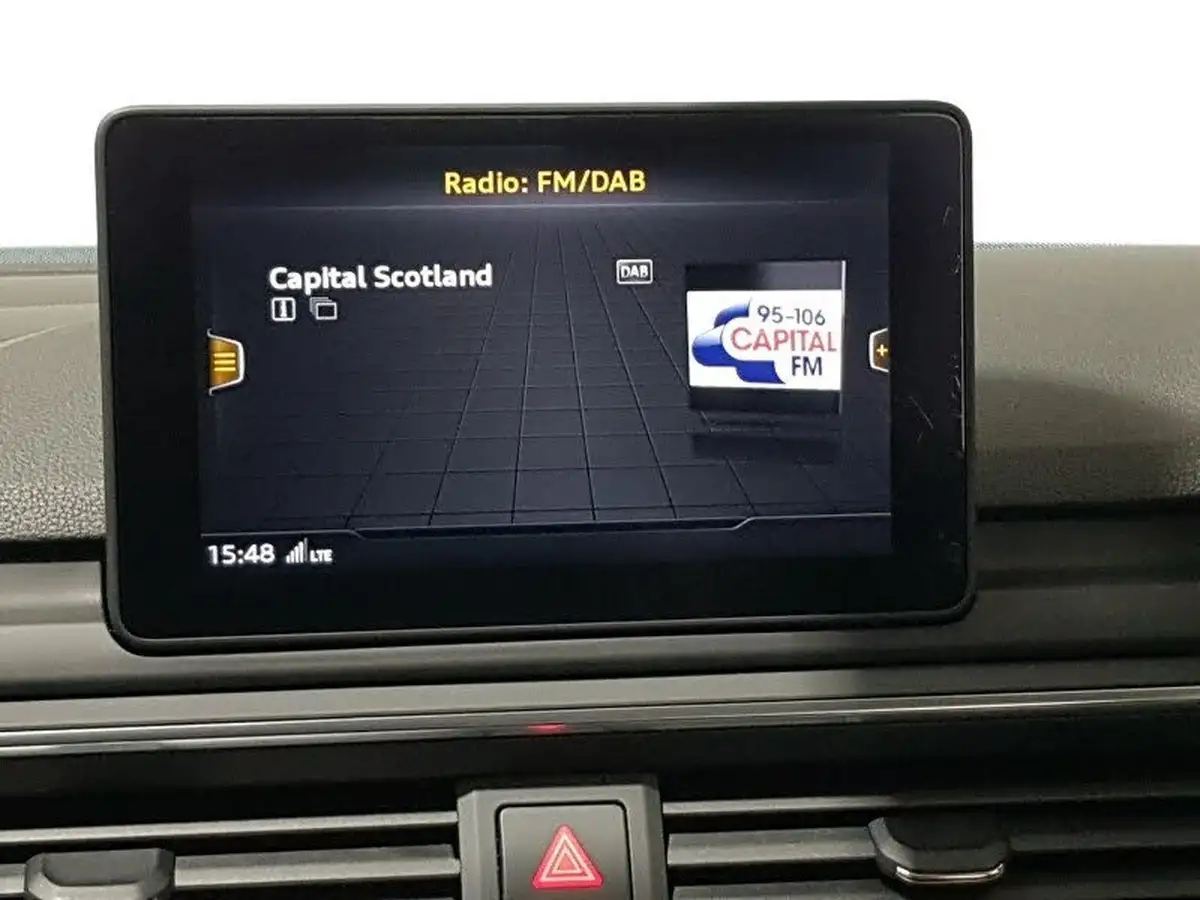 Radio: FM/DAB
Capital Scotland
DAB
95-106
CAPITAL
FM
15:48 LTE